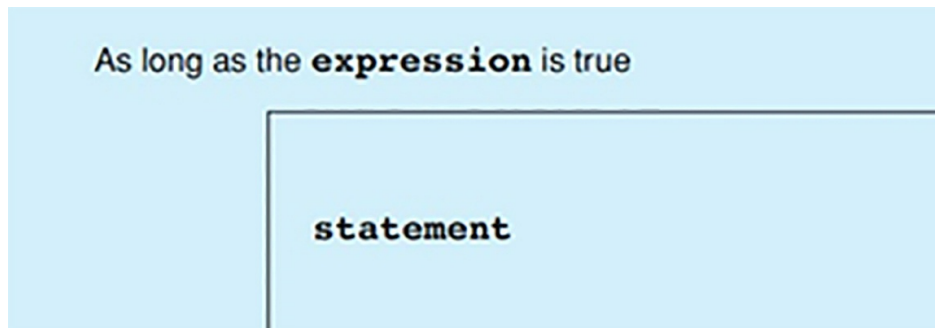 As long as the expression is true
statement